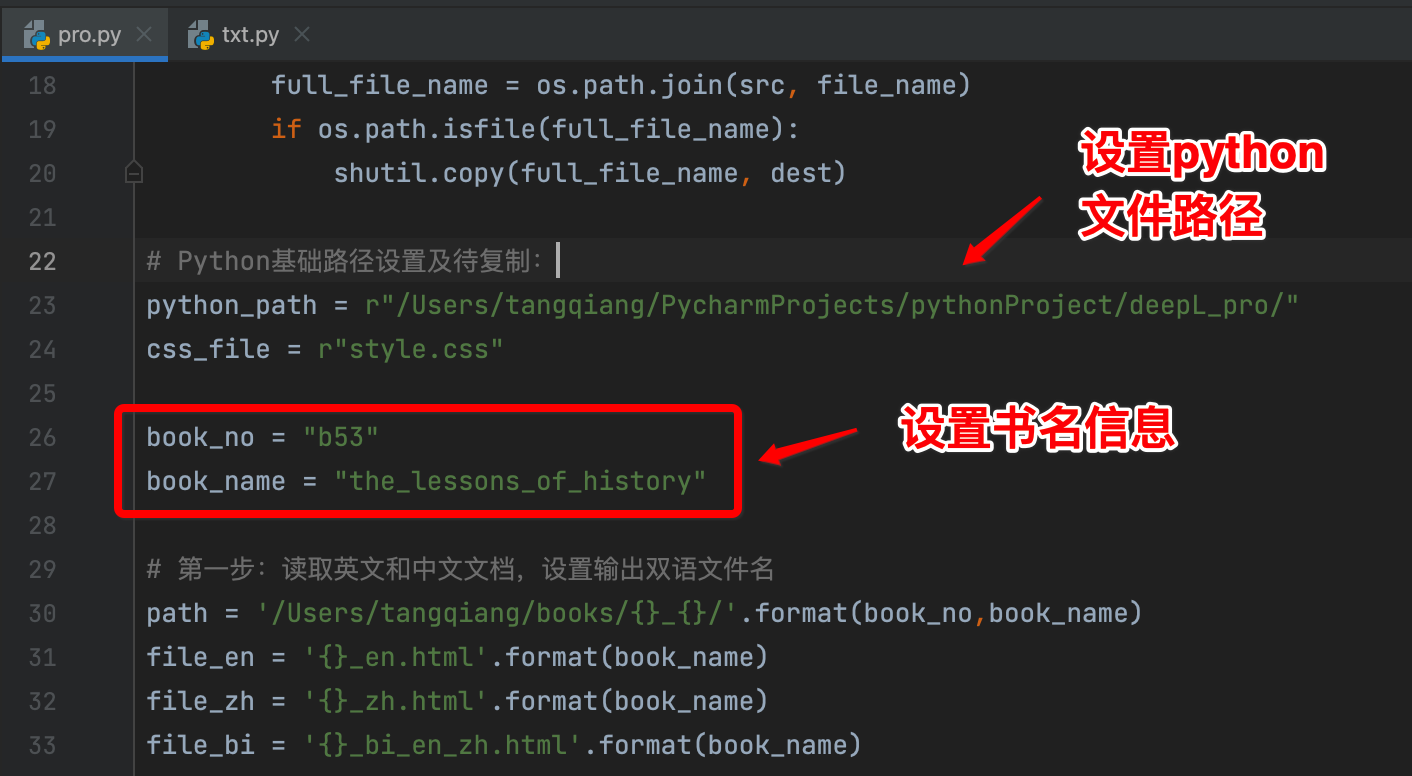 pro.py txt.py
18 full_file_name = os.path.join(src, file_name)
19 if os.path.isfile(full_file_name):
20 shutil.copy(full_file_name, dest)
21
22 # Python基础路径设置及待复制：
23 python_path = r"/Users/tangqiang/PycharmProjects/pythonProject/deepL_pro/"
24 css_file = r"style.css"
25
26 book_no = "b53"
27 book_name = "the_lessons_of_history"
28
29 # 第一步：读取英文和中文文档，设置输出双语文件名
30 path = '/Users/tangqiang/books/{}_{}/'.format(book_no,book_name)
31 file_en = '{}_en.html'.format(book_name)
32 file_zh = '{}_zh.html'.format(book_name)
33 file_bi = '{}_bi_en_zh.html'.format(book_name)
设置python
文件路径
设置书名信息